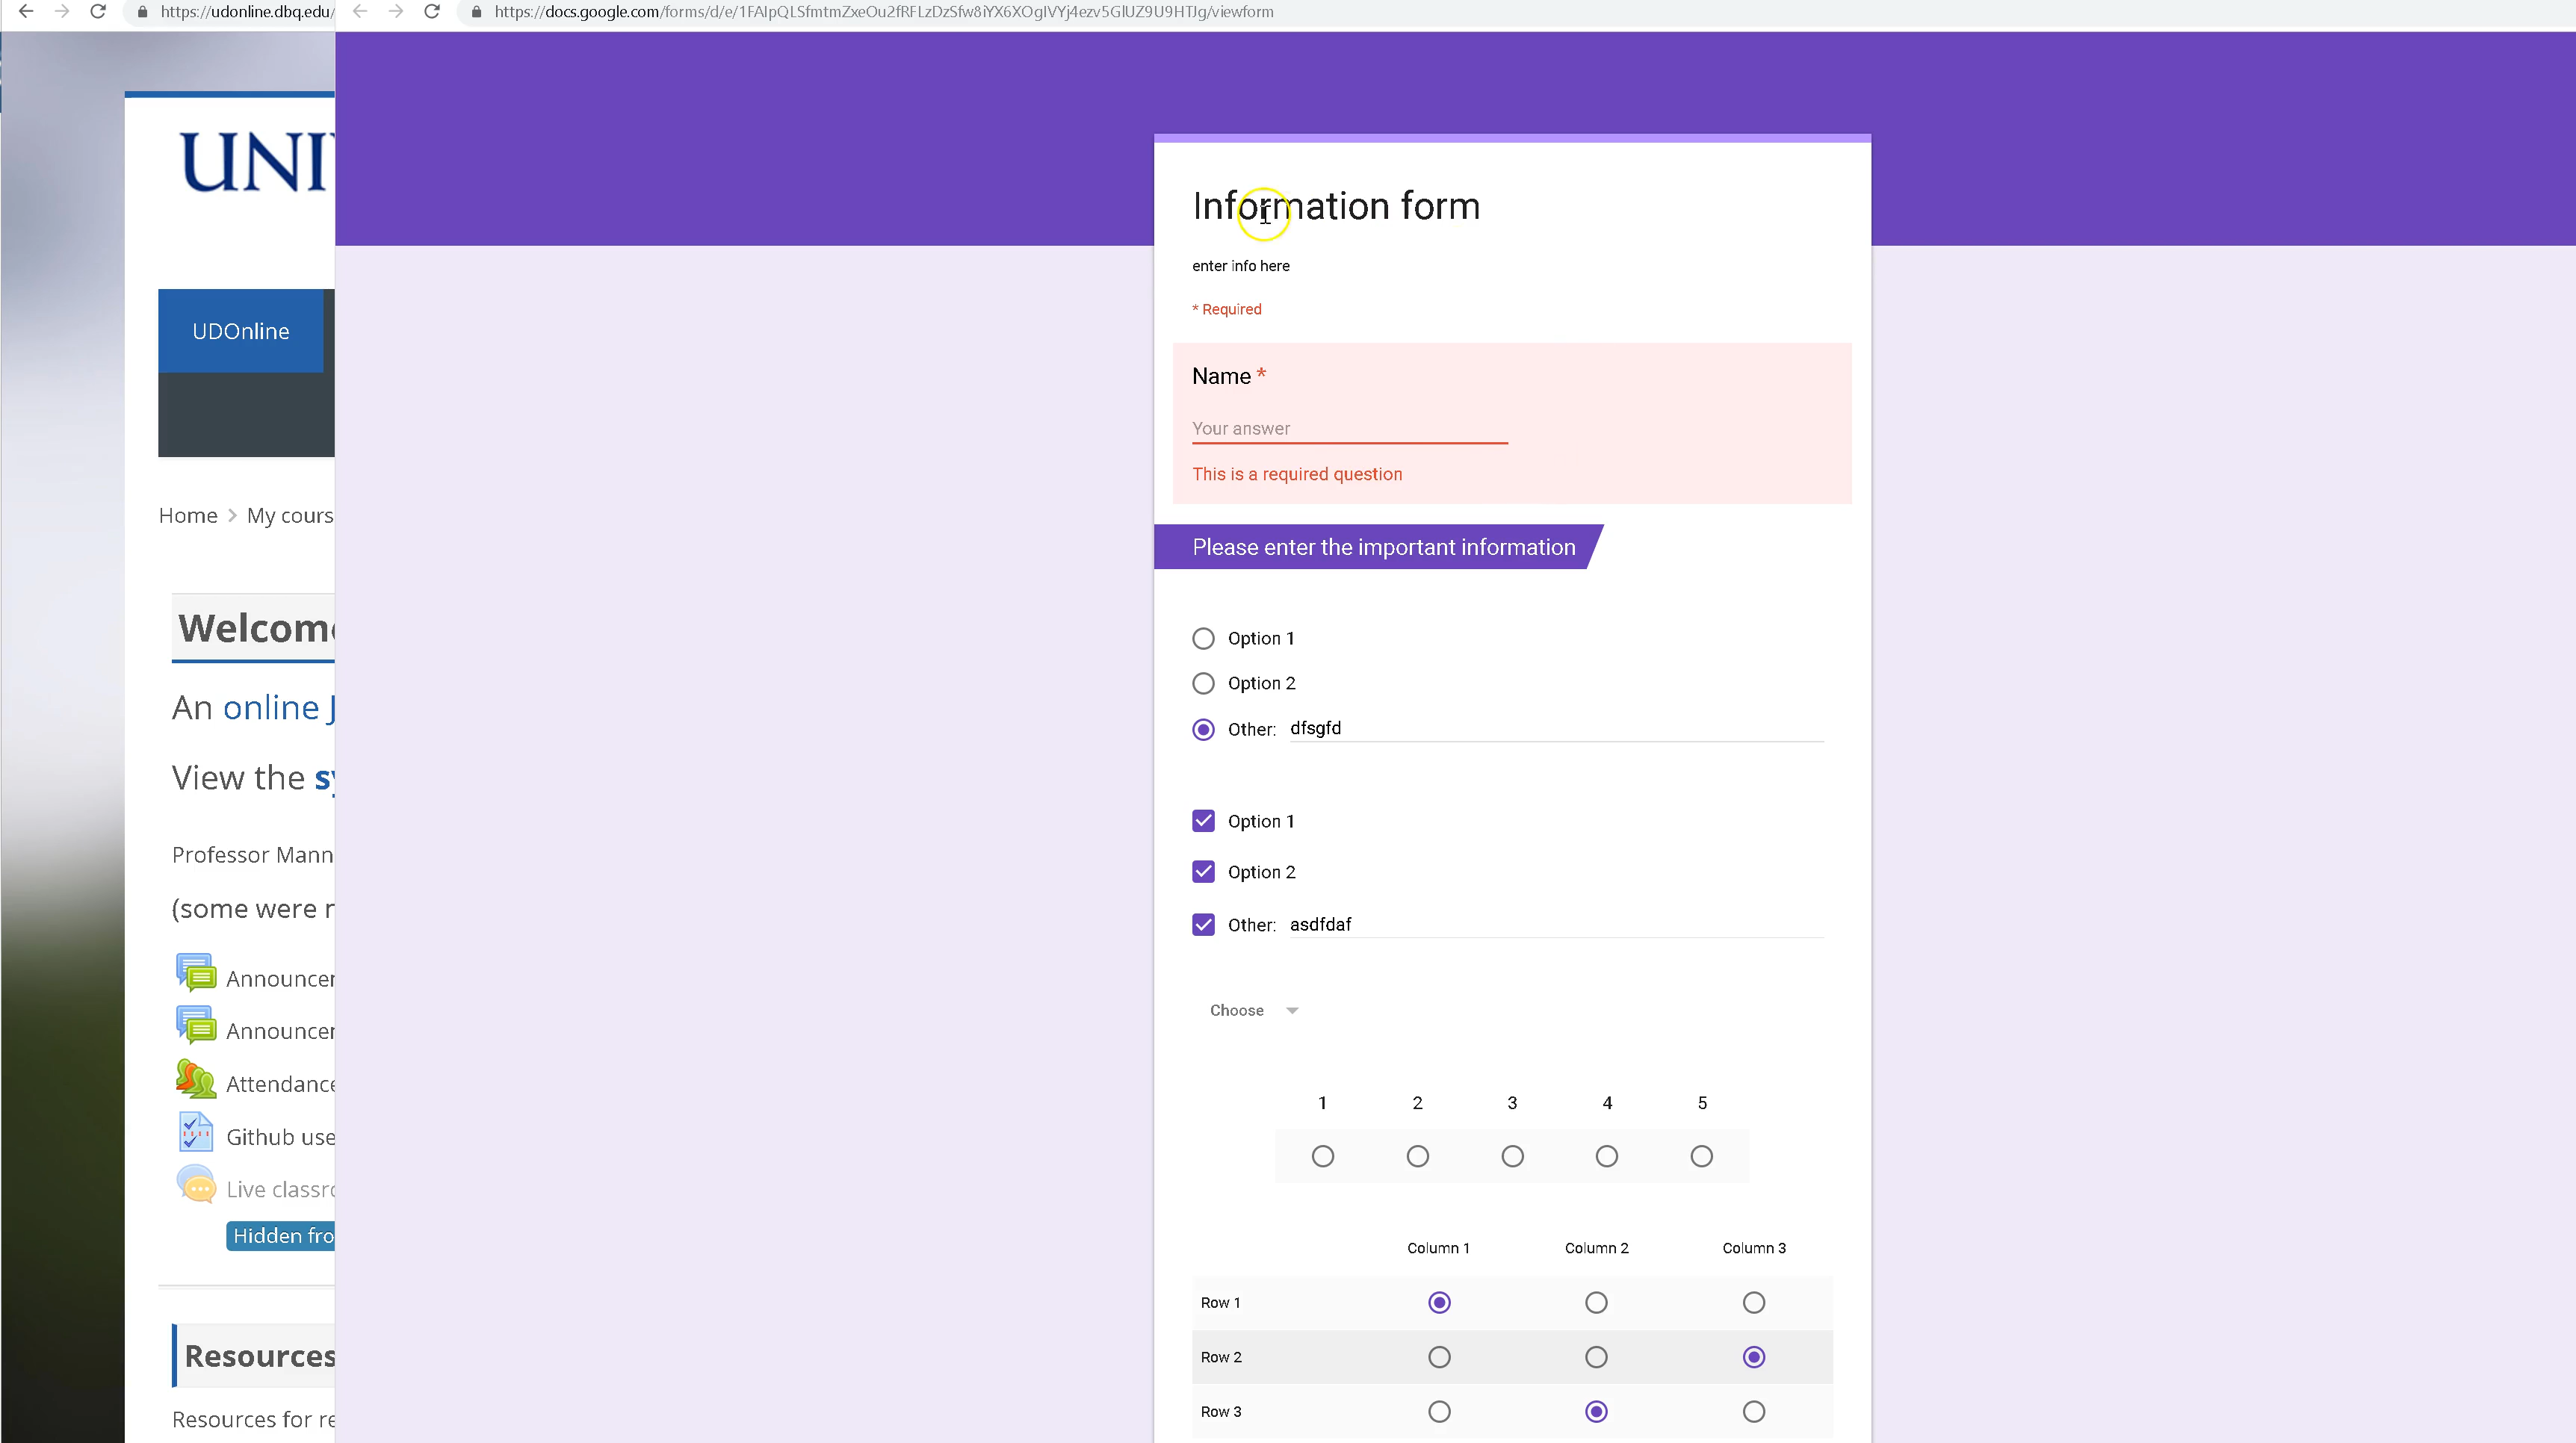 https://udonline.dbq.edu/
https://docs.google.com/forms/d/e/1FAIpQLSfmtmZxeOu2fRFLzDzSfw8iYX6XOgIVYj4ezv5GlUZ9U9HTJg/viewform
UNI
UDOnline
Home > My cours
Welcome
An online J
View the sy
Professor Mann
(some were r
Announcer
Announcer
Attendance
Github use
Live classro
Hidden fro
Resources
Resources for re
Information form
enter info here
* Required
Name *
Your answer
This is a required question
Please enter the important information
Option 1
Option 2
Other: dfsgfd
Option 1
Option 2
Other: asdfdaf
Choose
1 2 3 4 5
Column 1 Column 2 Column 3
Row 1
Row 2
Row 3